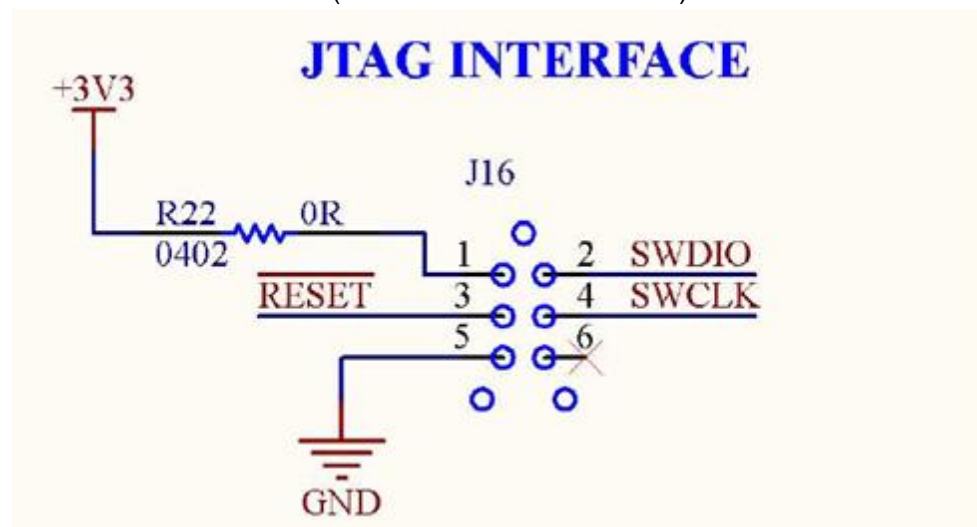 JTAG INTERFACE
+3V3
J16
R22 0R
0402
1 2 SWDIO
RESET 3 4 SWCLK
5 6
GND